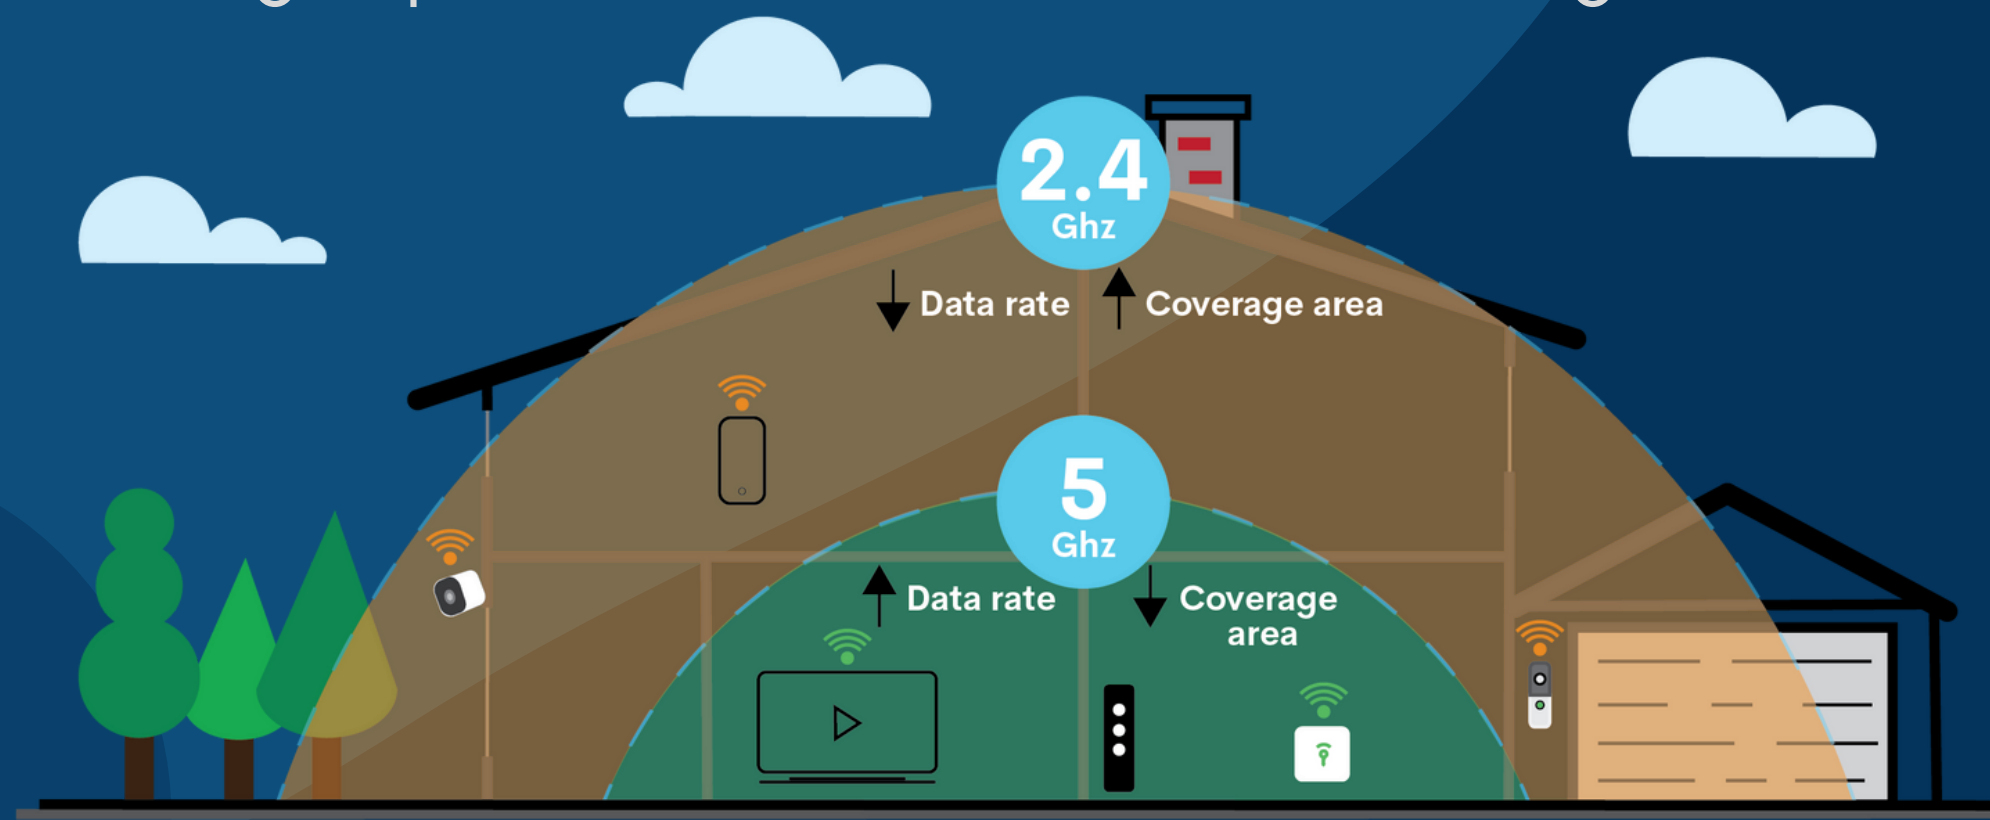 2.4
Ghz
Data rate
Coverage area
5
Ghz
Data rate
Coverage
area